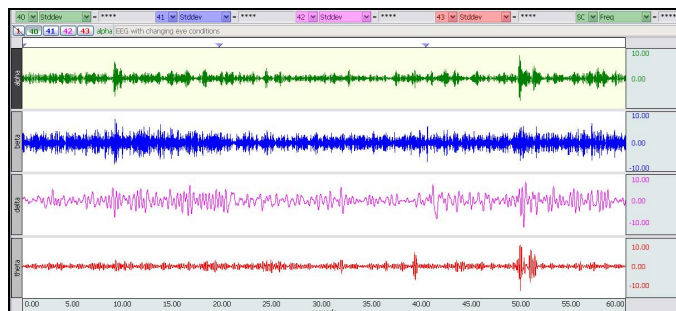 40 Stddev = **** 41 Stddev = **** 42 Stddev = **** 43 Stddev = **** SC Freq = ****
40 41 42 43 alpha EEG with changing eye conditions
alpha
10.00
0.00
beta
10.00
0.00
-10.00
delta
10.00
0.00
-10.00
theta
10.00
0.00
-10.00
0.00 5.00 10.00 15.00 20.00 25.00 30.00 35.00 40.00 45.00 50.00 55.00 60.00